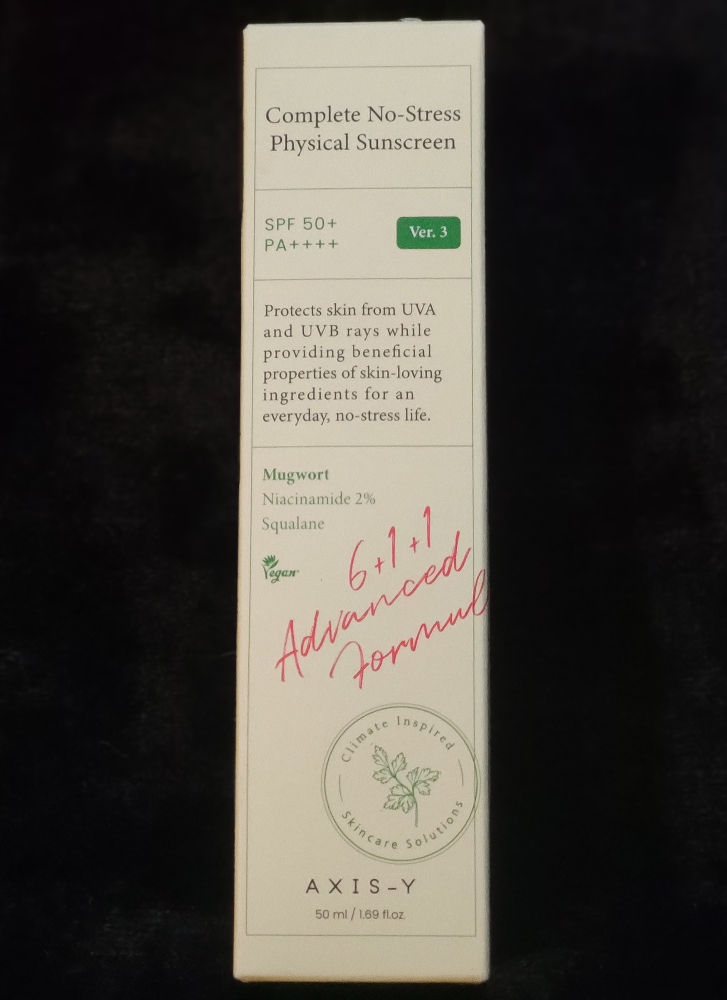 Complete No-Stress
Physical Sunscreen
SPF 50+
PA++++
Ver. 3
Protects skin from UVA
and UVB rays while
providing beneficial
properties of skin-loving
ingredients for an
everyday, no-stress life.
Mugwort
Niacinamide 2%
Squalane
Vegan
6+1+1
Advanced
Formul
Climate Inspired
Skincare Solutions
AXIS-Y
50 ml / 1.69 fl.oz.